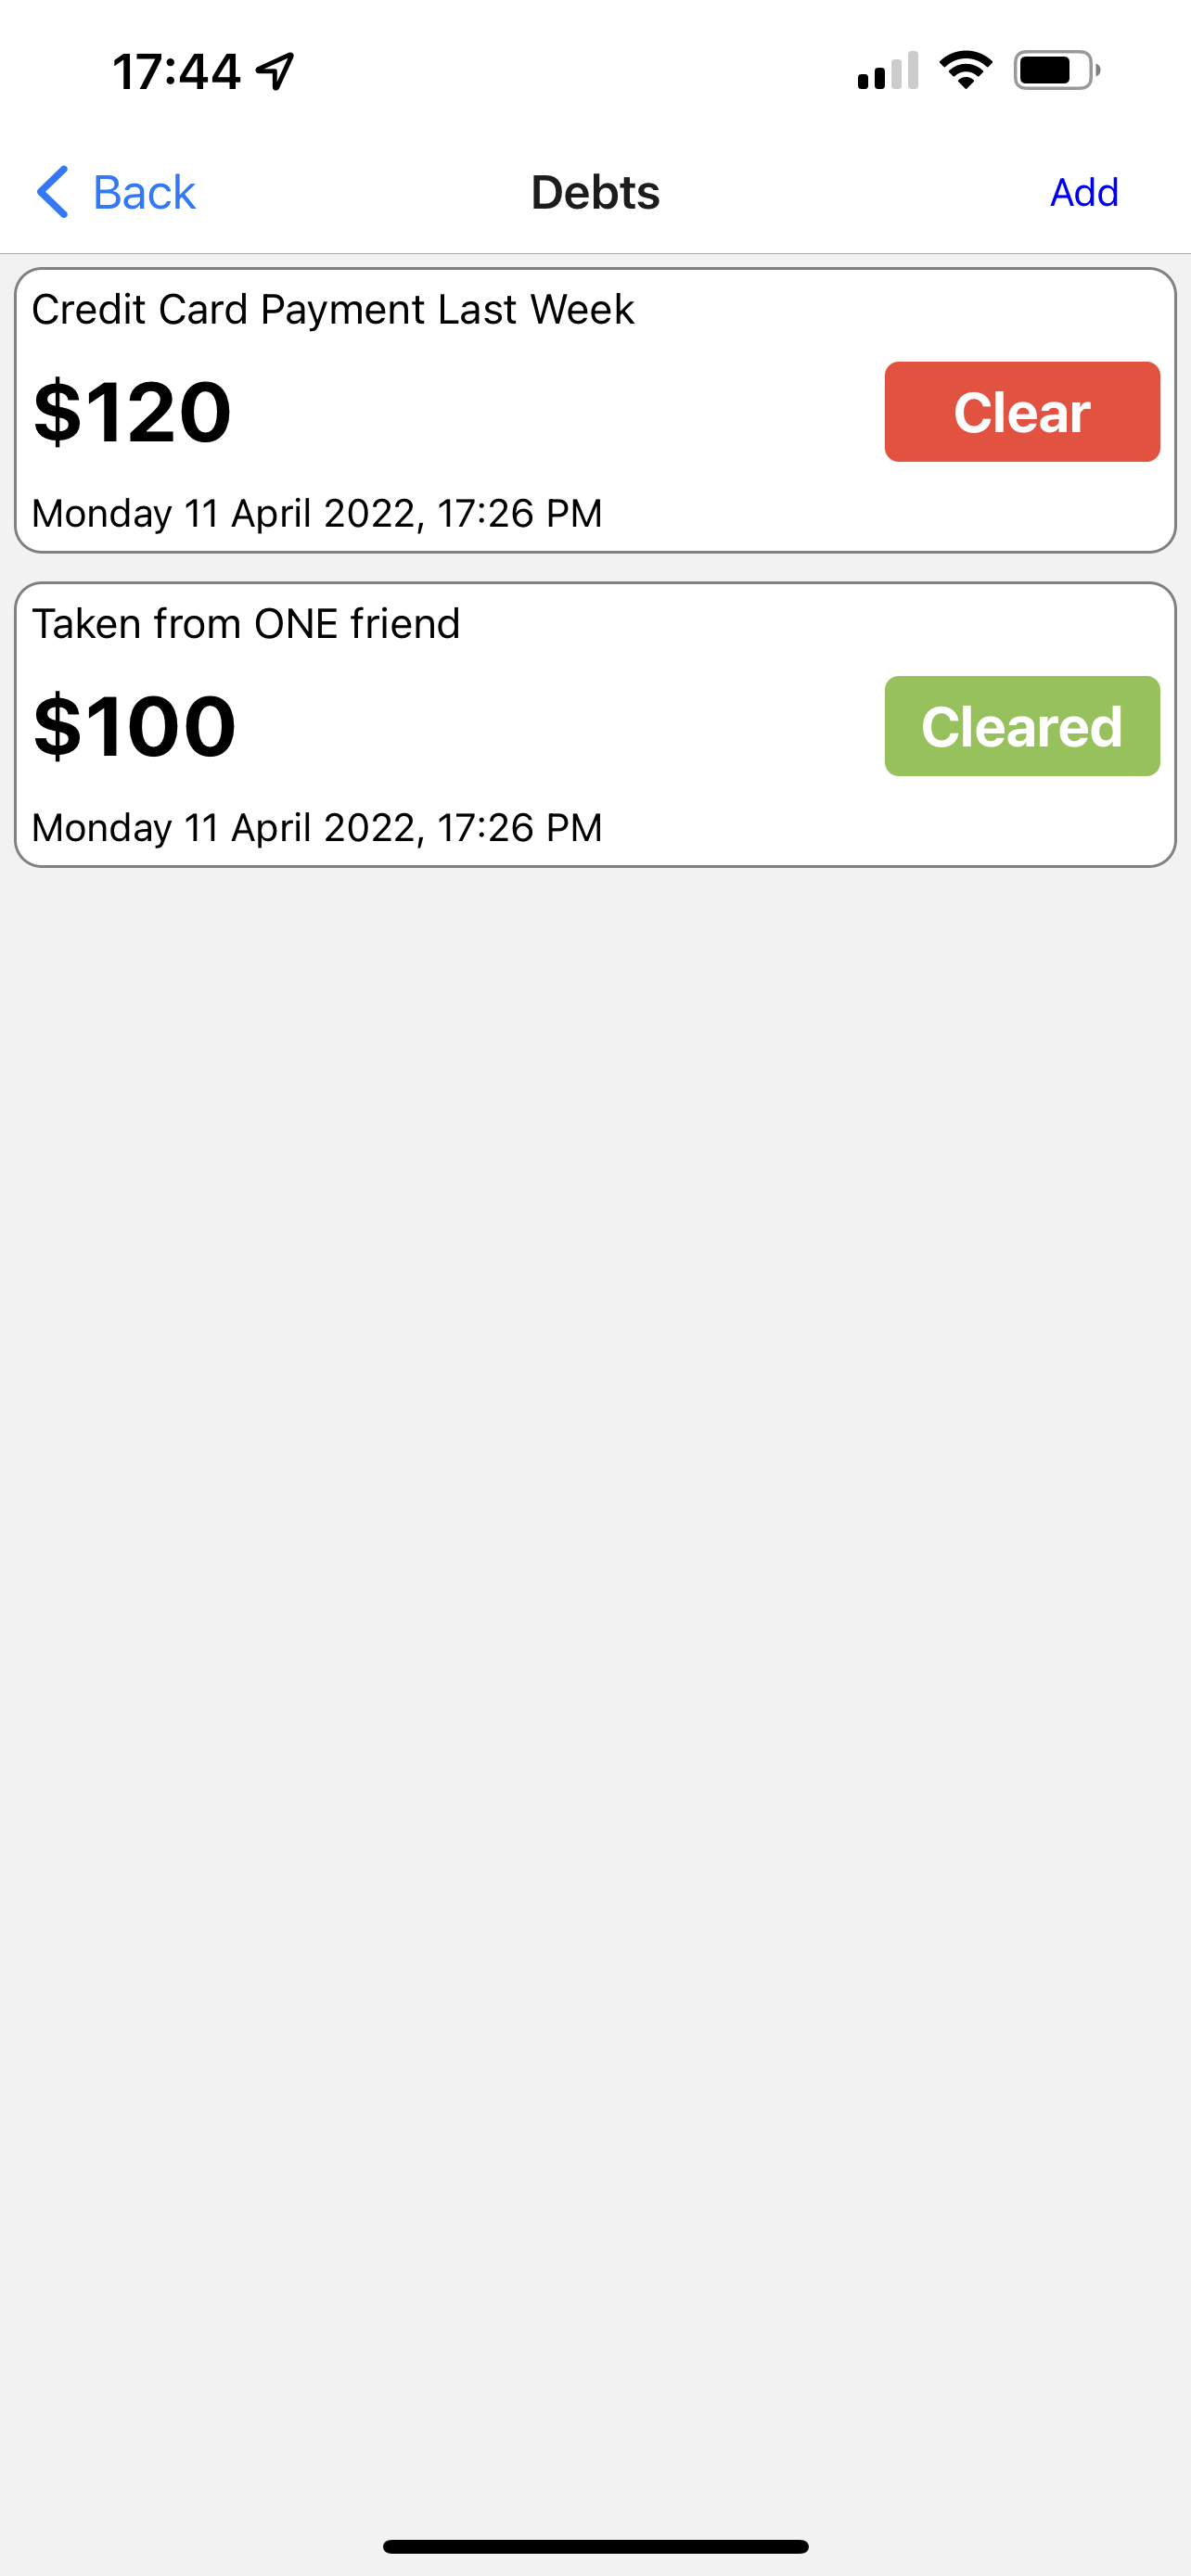 17:44
Back
Debts
Add
Credit Card Payment Last Week
$120
Clear
Monday 11 April 2022, 17:26 PM
Taken from ONE friend
$100
Cleared
Monday 11 April 2022, 17:26 PM